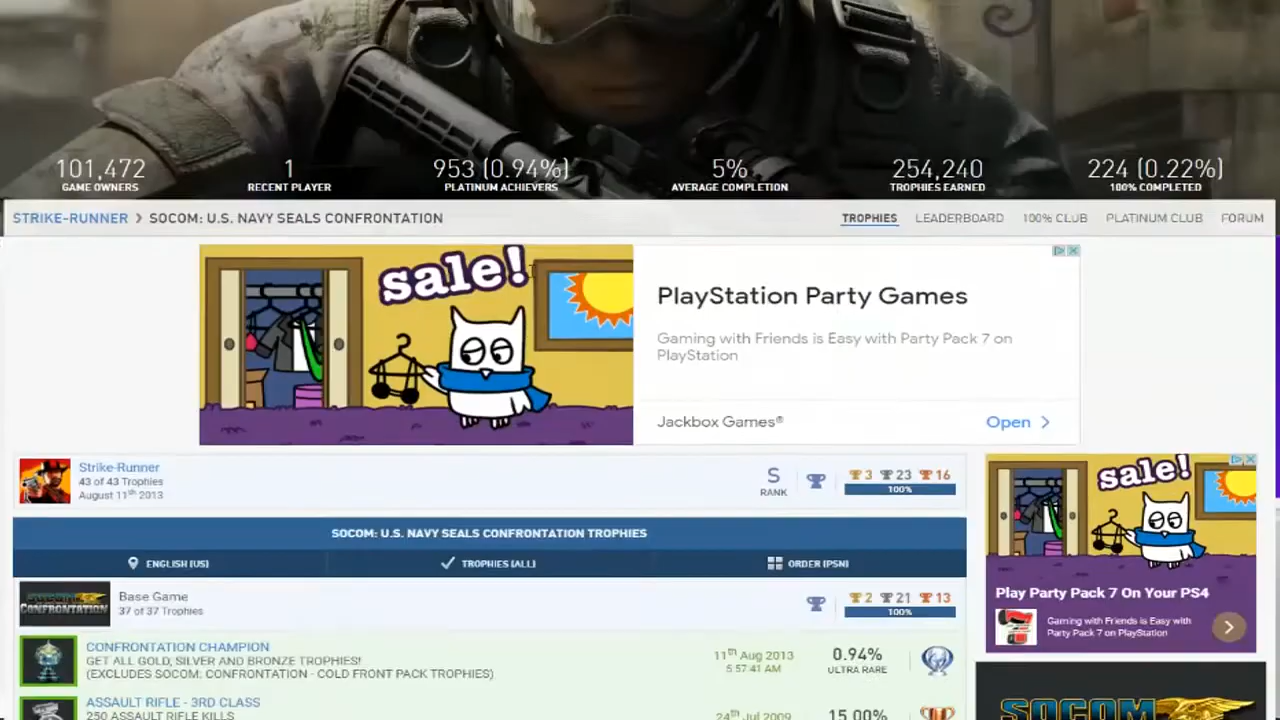 101,472
GAME OWNERS
1
RECENT PLAYER
953 (0.94%)
PLATINUM ACHIEVERS
5%
AVERAGE COMPLETION
254,240
TROPHIES EARNED
224 (0.22%)
100% COMPLETED
STRIKE-RUNNER > SOCOM: U.S. NAVY SEALS CONFRONTATION
TROPHIES LEADERBOARD 100% CLUB PLATINUM CLUB FORUM
sale!
PlayStation Party Games
Gaming with Friends is Easy with Party Pack 7 on
PlayStation
Jackbox Games®
Open
Strike-Runner
43 of 43 Trophies
August 11th 2013
S
RANK
3 23 16
100%
SOCOM: U.S. NAVY SEALS CONFRONTATION TROPHIES
ENGLISH (US) TROPHIES (ALL) ORDER (PSN)
CONFRONTATION
Base Game
37 of 37 Trophies
2 21 13
100%
CONFRONTATION CHAMPION
GET ALL GOLD, SILVER AND BRONZE TROPHIES!
(EXCLUDES SOCOM: CONFRONTATION - COLD FRONT PACK TROPHIES)
11th Aug 2013
5:57:41 AM
0.94%
ULTRA RARE
ASSAULT RIFLE - 3RD CLASS
250 ASSAULT RIFLE KILLS
24th Jul 2009
15.00%
sale!
Play Party Pack 7 On Your PS4
Gaming with Friends is Easy with
Party Pack 7 on PlayStation
SOCOM